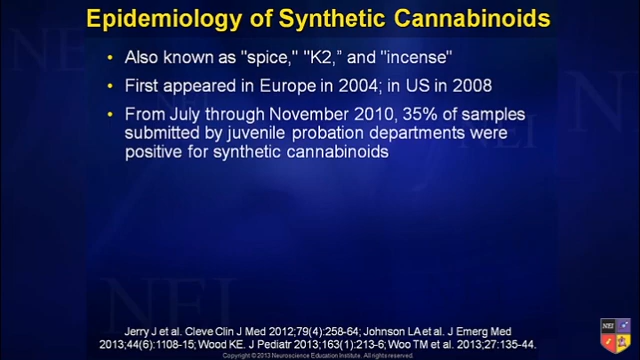 Epidemiology of Synthetic Cannabinoids
• Also known as "spice," "K2," and "incense"
• First appeared in Europe in 2004; in US in 2008
• From July through November 2010, 35% of samples
submitted by juvenile probation departments were
positive for synthetic cannabinoids
NEI
NEI
NEI
NEI
Jerry J et al. Cleve Clin J Med 2012;79(4):258-64; Johnson LA et al. J Emerg Med
2013;44(6):1108-15; Wood KE. J Pediatr 2013;163(1):213-6; Woo TM et al. 2013;27:135-44.
NEI
Copyright © 2013 Neuroscience Education Institute. All rights reserved.